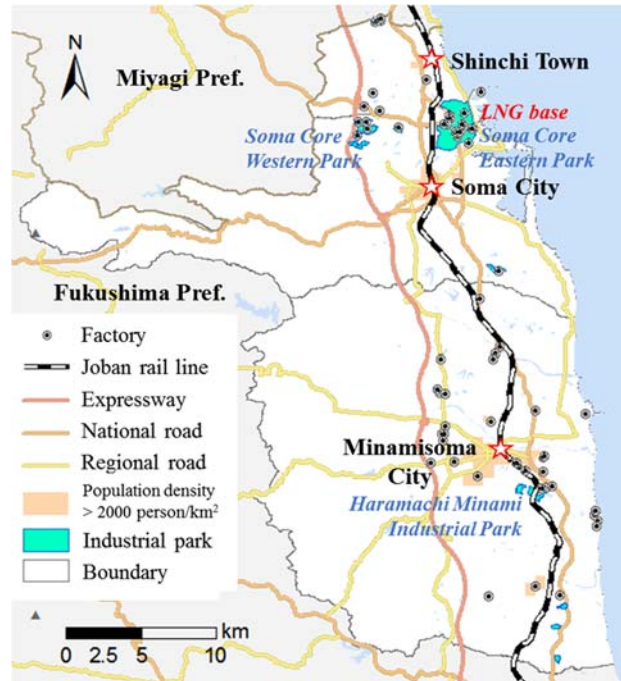 N
Miyagi Pref.
Shinchi Town
LNG base
Soma Core
Western Park
Soma Core
Eastern Park
Soma City
Fukushima Pref.
Factory
Joban rail line
Expressway
National road
Regional road
Population density
> 2000 person/km2
Industrial park
Boundary
Minamisoma
City
Haramachi Minami
Industrial Park
km
0 2.5 5 10